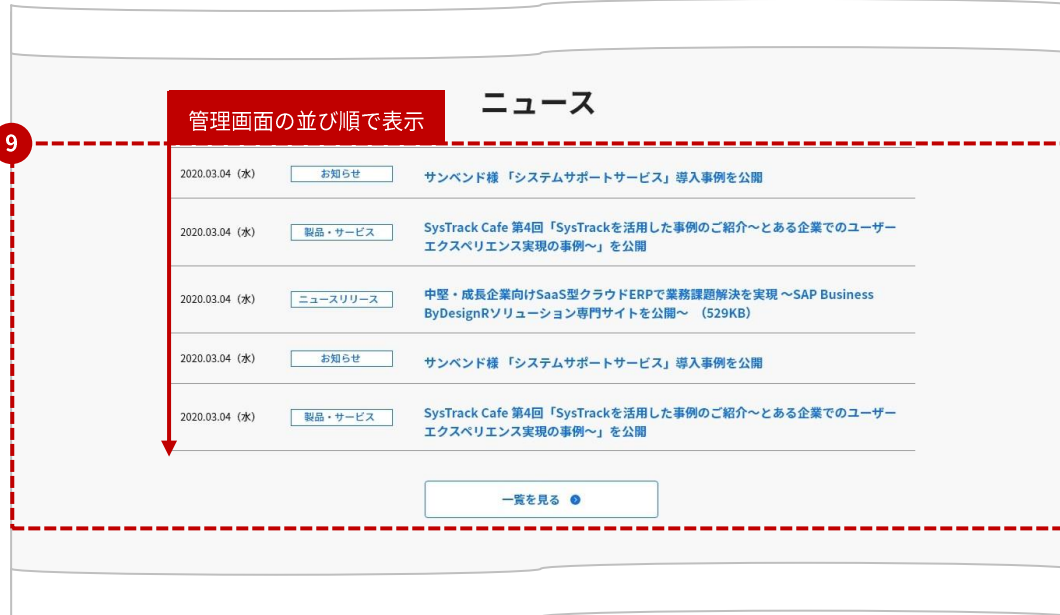 ニュース
管理画面の並び順で表示
9
2020.03.04（水） お知らせ サンベンド様 「システムサポートサービス」導入事例を公開
2020.03.04（水） 製品・サービス SysTrack Cafe 第4回「SysTrackを活用した事例のご紹介～とある企業でのユーザー
エクスペリエンス実現の事例～」を公開
2020.03.04（水） ニュースリリース 中堅・成長企業向けSaaS型クラウドERPで業務課題解決を実現 ～SAP Business
ByDesignRソリューション専門サイトを公開～ （529KB）
2020.03.04（水） お知らせ サンベンド様 「システムサポートサービス」導入事例を公開
2020.03.04（水） 製品・サービス SysTrack Cafe 第4回「SysTrackを活用した事例のご紹介～とある企業でのユーザー
エクスペリエンス実現の事例～」を公開
一覧を見る